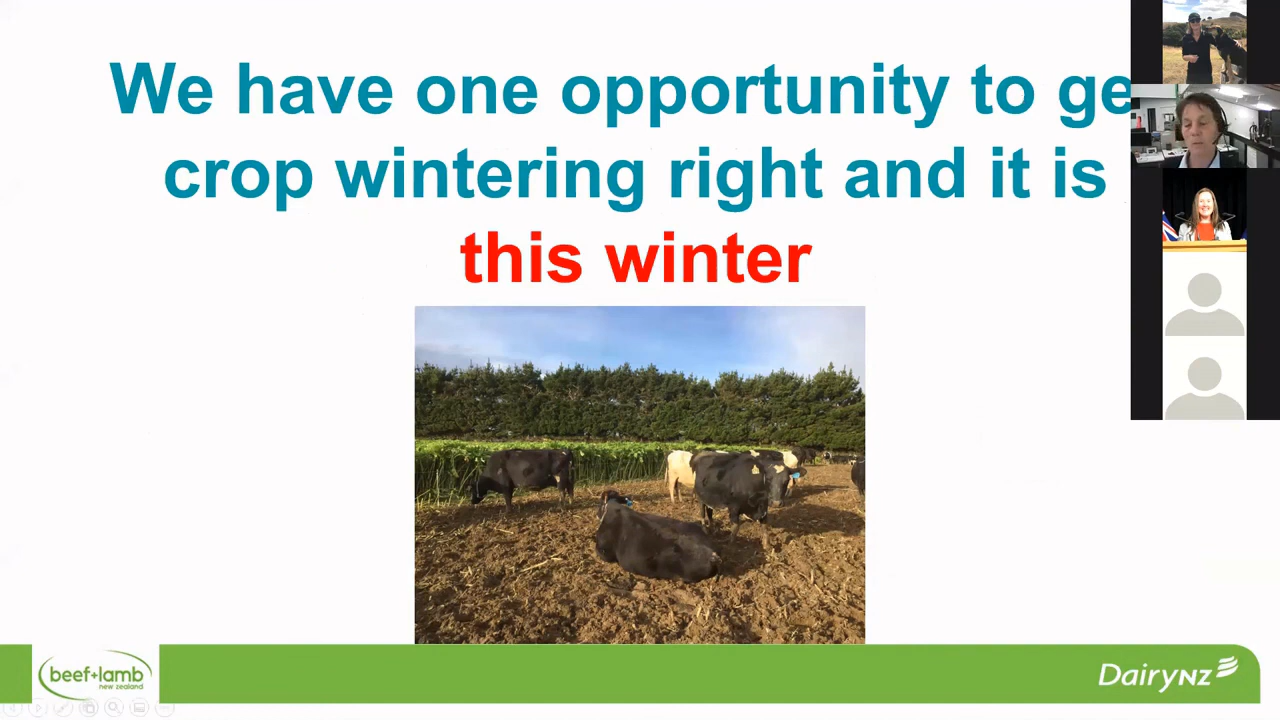 We have one opportunity to ge
crop wintering right and it is
this winter
beef+lamb
new zealand
DairyNZ